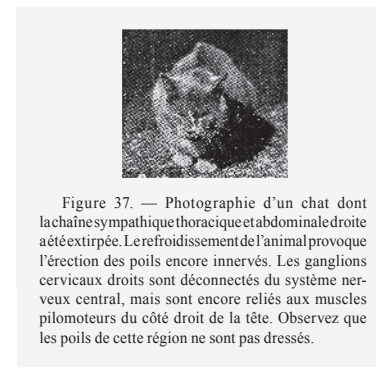 Figure 37. — Photographie d'un chat dont
la chaîne sympathique thoracique et abdominale droite
a été extirpée. Le refroidissement de l'animal provoque
l'érection des poils encore innervés. Les ganglions
cervicaux droits sont déconnectés du système ner-
veux central, mais sont encore reliés aux muscles
pilomoteurs du côté droit de la tête. Observez que
les poils de cette région ne sont pas dressés.